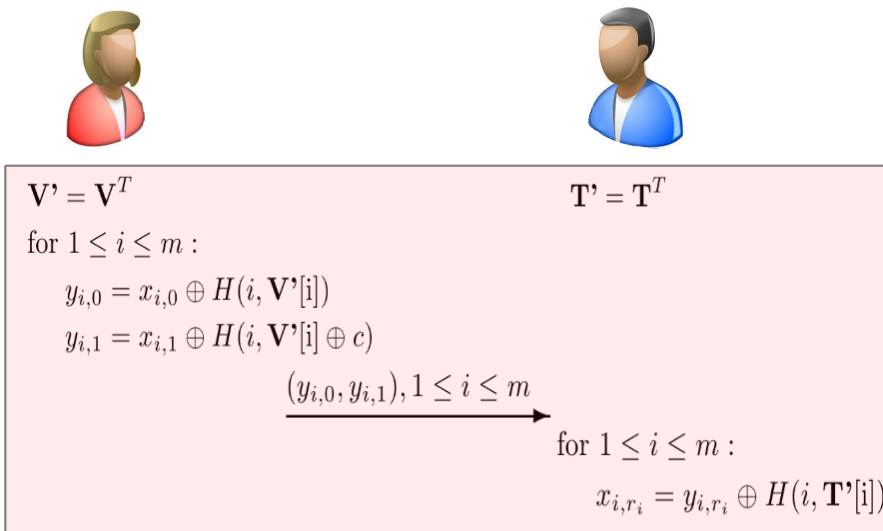 V' = V^T
T' = T^T
for 1 ≤ i ≤ m :
y_{i,0} = x_{i,0} ⊕ H(i, V'[i])
y_{i,1} = x_{i,1} ⊕ H(i, V'[i] ⊕ c)
(y_{i,0}, y_{i,1}), 1 ≤ i ≤ m
for 1 ≤ i ≤ m :
x_{i,r_i} = y_{i,r_i} ⊕ H(i, T'[i])